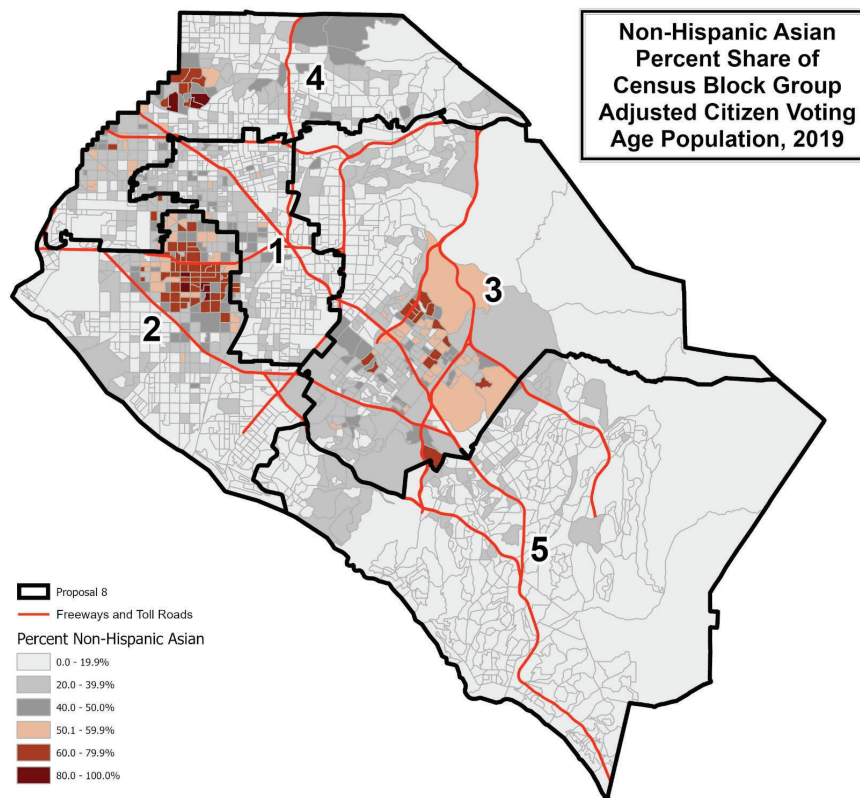 Non-Hispanic Asian
Percent Share of
Census Block Group
Adjusted Citizen Voting
Age Population, 2019
4
1
3
2
5
Proposal 8
Freeways and Toll Roads
Percent Non-Hispanic Asian
0.0 - 19.9%
20.0 - 39.9%
40.0 - 50.0%
50.1 - 59.9%
60.0 - 79.9%
80.0 - 100.0%